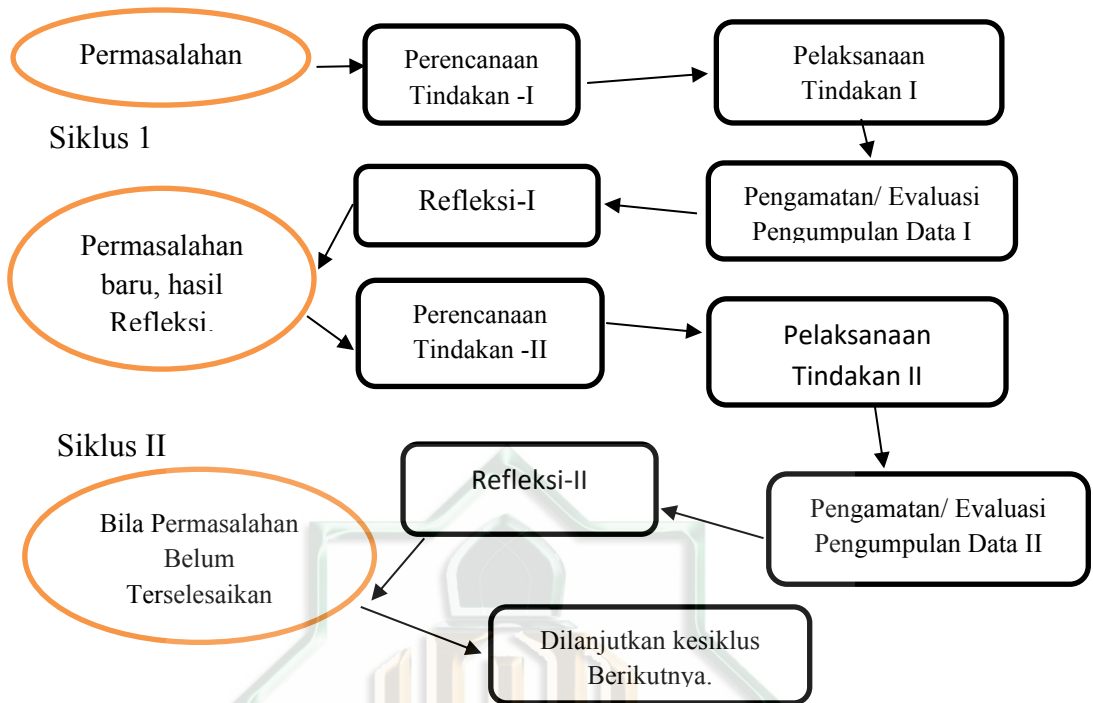 Permasalahan
Perencanaan
Tindakan -I
Pelaksanaan
Tindakan I
Siklus 1
Pengamatan/ Evaluasi
Pengumpulan Data I
Refleksi-I
Permasalahan
baru, hasil
Refleksi.
Perencanaan
Tindakan -II
Pelaksanaan
Tindakan II
Siklus II
Pengamatan/ Evaluasi
Pengumpulan Data II
Refleksi-II
Bila Permasalahan
Belum
Terselesaikan
Dilanjutkan kesiklus
Berikutnya.